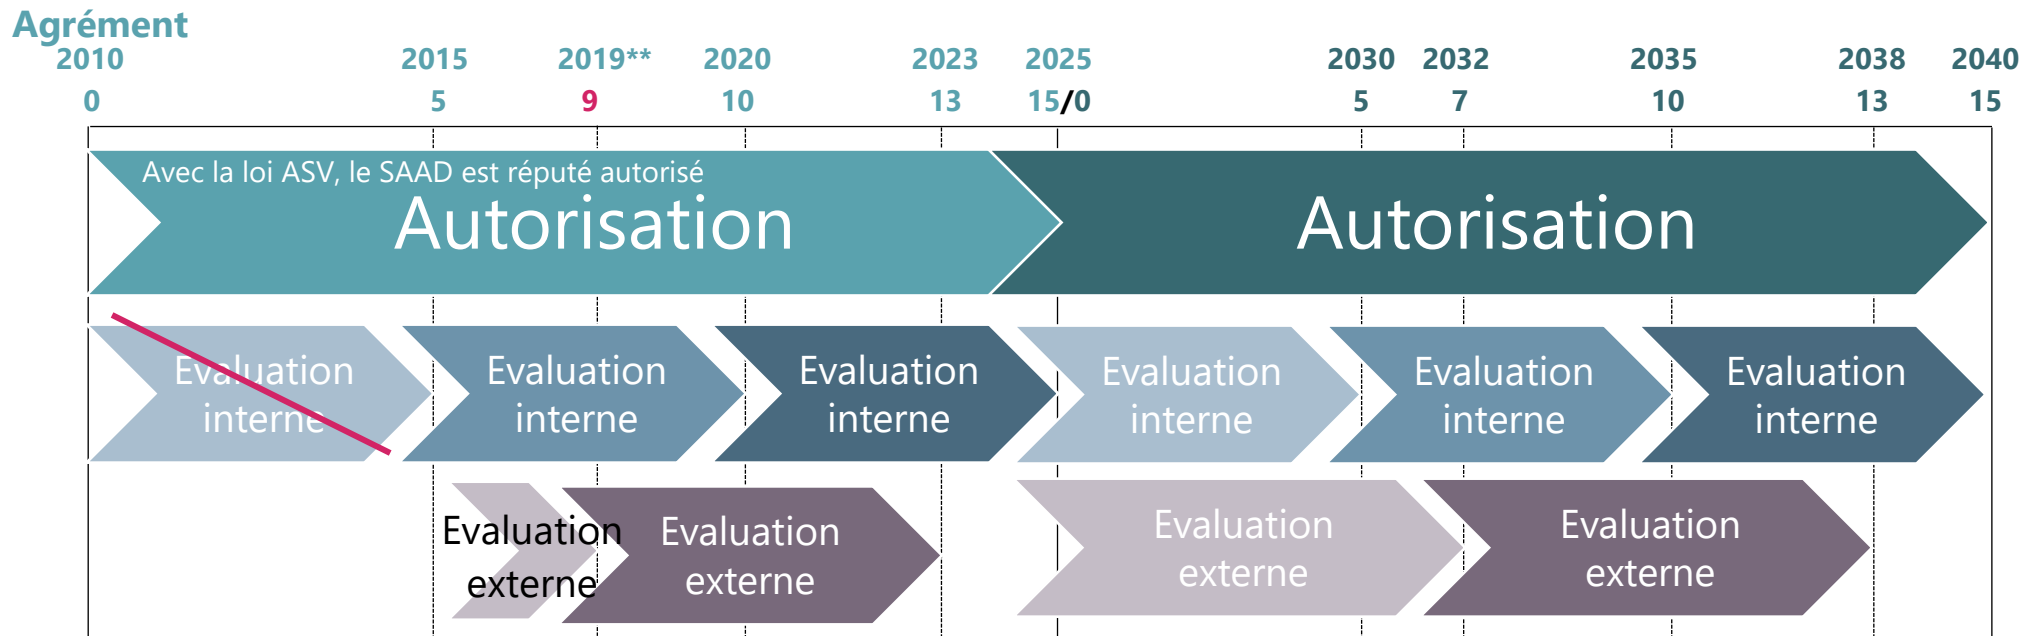 Agrément
2010 2015 2019** 2020 2023 2025 2030 2032 2035 2038 2040
0 5 9 10 13 15/0 5 7 10 13 15
Avec la loi ASV, le SAAD est réputé autorisé
Autorisation Autorisation
Evaluation Evaluation Evaluation Evaluation Evaluation Evaluation
interne interne interne interne interne interne
Evaluation Evaluation Evaluation Evaluation
externe externe externe externe